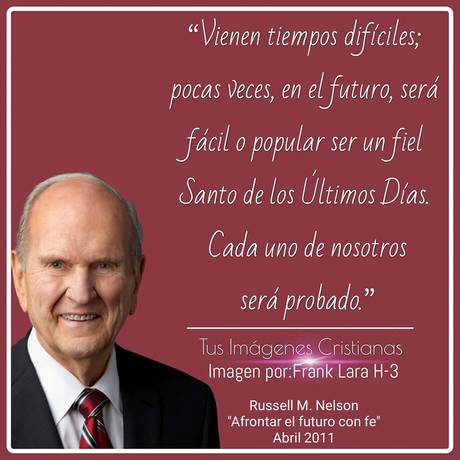 “Vienen tiempos difíciles;
pocas veces, en el futuro, será
fácil o popular ser un fiel
Santo de los Últimos Días.
Cada uno de nosotros
será probado.”
Tus Imágenes Cristianas
Imagen por:Frank Lara H-3
Russell M. Nelson
"Afrontar el futuro con fe"
Abril 2011